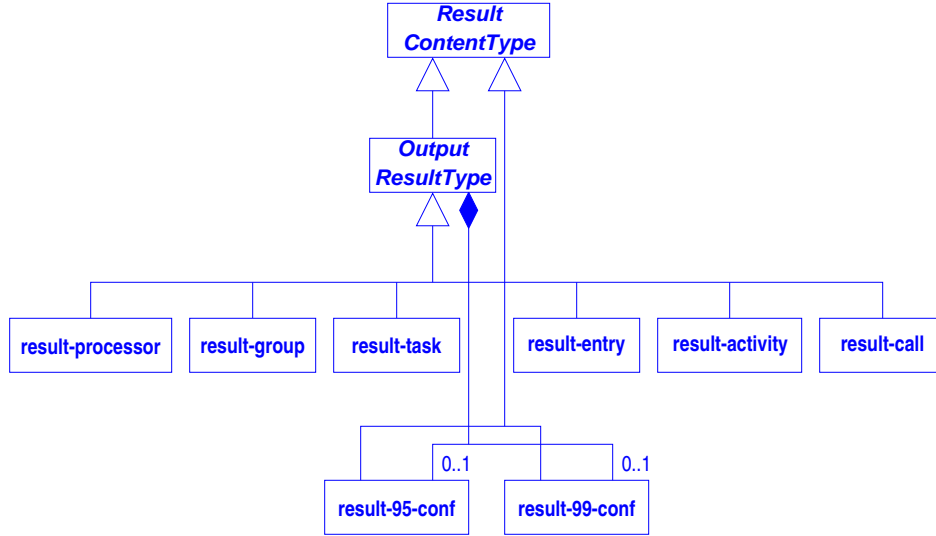 Result
ContentType
Output
ResultType
result-processor
result-group
result-task
result-entry
result-activity
result-call
0..1
0..1
result-95-conf
result-99-conf